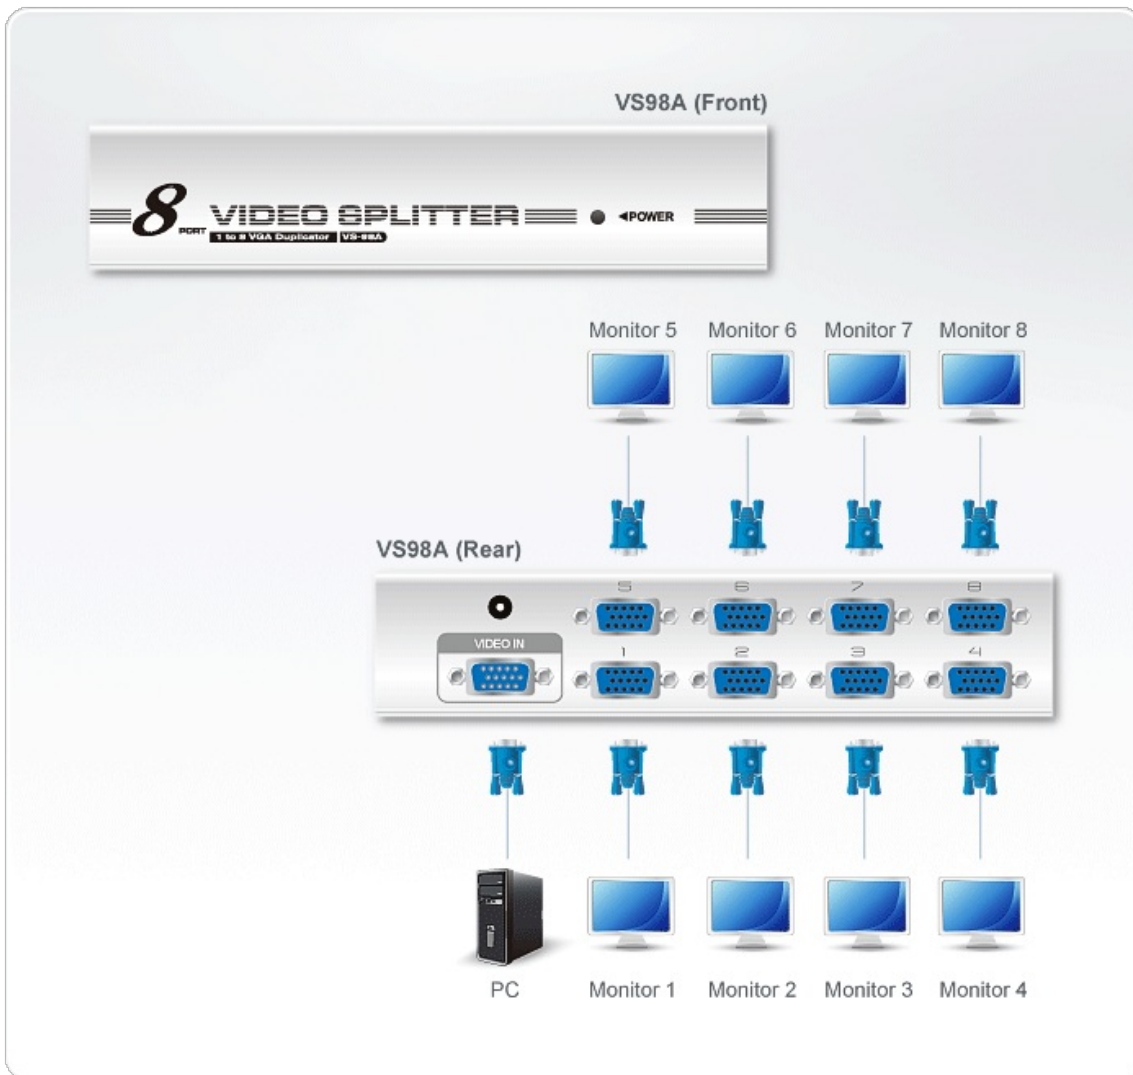 VS98A (Front)
8 PORT VIDEO SPLITTER ◄POWER
1 to 8 VGA Duplicator VS-98A
Monitor 5 Monitor 6 Monitor 7 Monitor 8
VS98A (Rear)
5 6 7 8
VIDEO IN
1 2 3 4
PC Monitor 1 Monitor 2 Monitor 3 Monitor 4